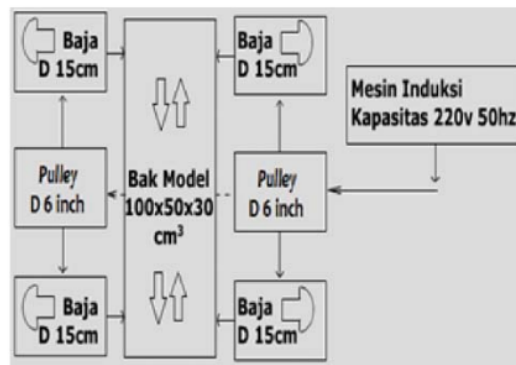 Baja
D 15cm
Baja
D 15cm
Mesin Induksi
Kapasitas 220v 50hz
Pulley
D 6 inch
Bak Model
100x50x30
cm³
Pulley
D 6 inch
Baja
D 15cm
Baja
D 15cm